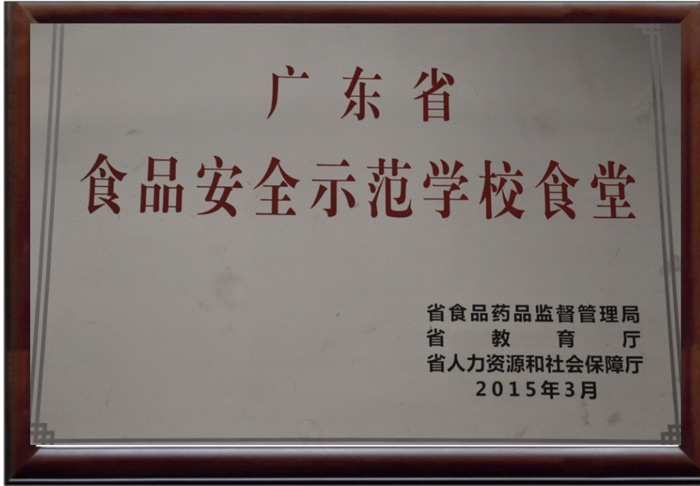 广东省
食品安全示范学校食堂
省食品药品监督管理局
省教育厅
省人力资源和社会保障厅
2015年3月